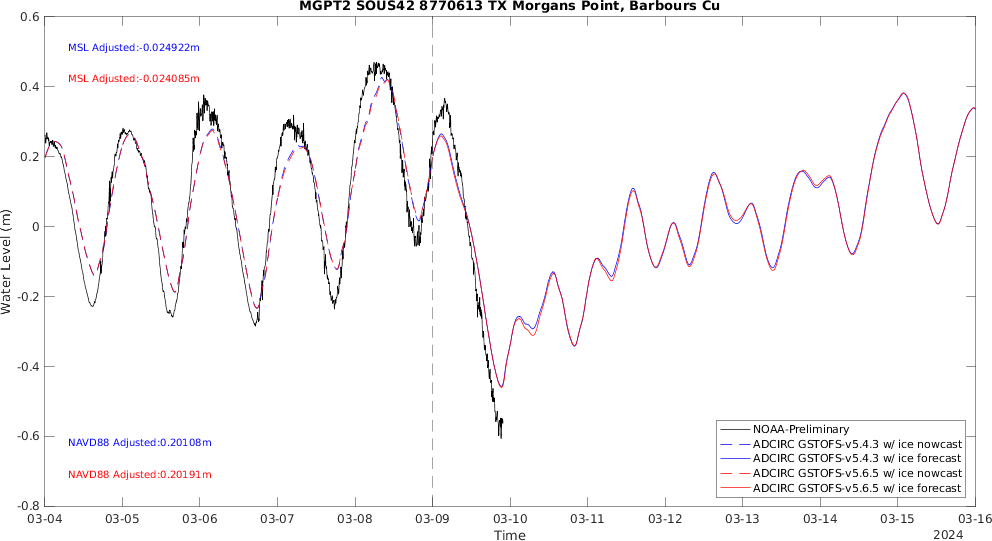 MGPT2 SOUS42 8770613 TX Morgans Point, Barbours Cu
0.6
0.4
0.2
0
-0.2
-0.4
-0.6
-0.8
Water Level (m)
MSL Adjusted:-0.024922m
MSL Adjusted:-0.024085m
NAVD88 Adjusted:0.20108m
NAVD88 Adjusted:0.20191m
NOAA-Preliminary
ADCIRC GSTOFS-v5.4.3 w/ ice nowcast
ADCIRC GSTOFS-v5.4.3 w/ ice forecast
ADCIRC GSTOFS-v5.6.5 w/ ice nowcast
ADCIRC GSTOFS-v5.6.5 w/ ice forecast
03-04 03-05 03-06 03-07 03-08 03-09 03-10 03-11 03-12 03-13 03-14 03-15 03-16
Time
2024